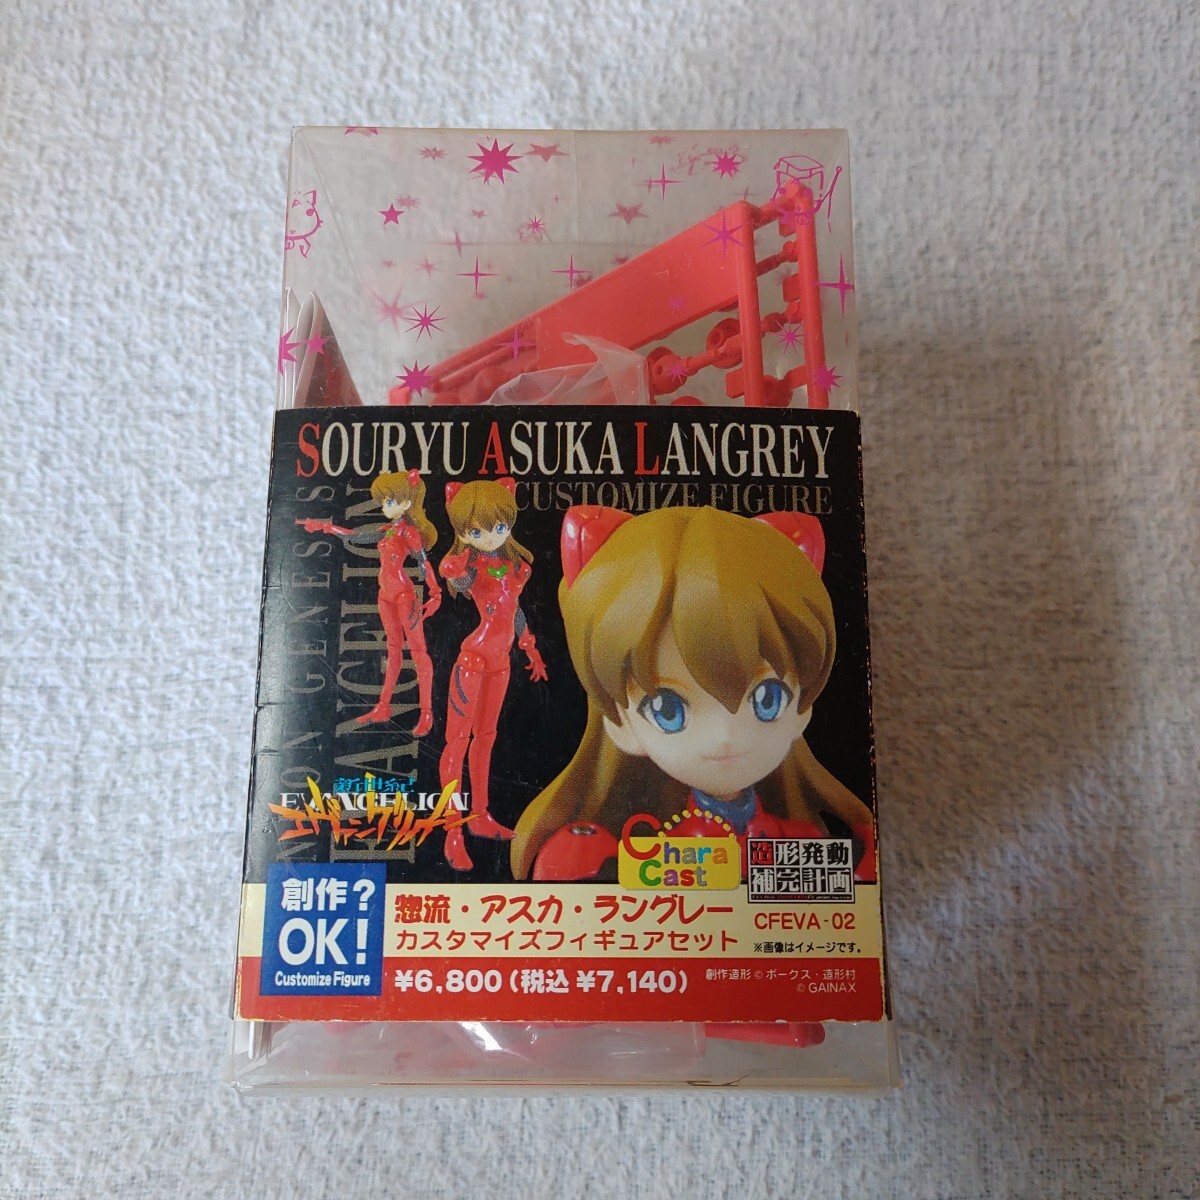 SOURYU ASUKA LANGREY
CUSTOMIZE FIGURE
NEON GENESIS
EVANGELION
新世紀
EVANGELION
エヴァンゲリオン
Chara
Cast
造形発動
補完計画
創作?
OK!
Customize Figure
惣流・アスカ・ラングレー
カスタマイズフィギュアセット
CFEVA-02
※画像はイメージです。
¥6,800(税込¥7,140)
創作造形©ボークス・造形村
©GAINAX